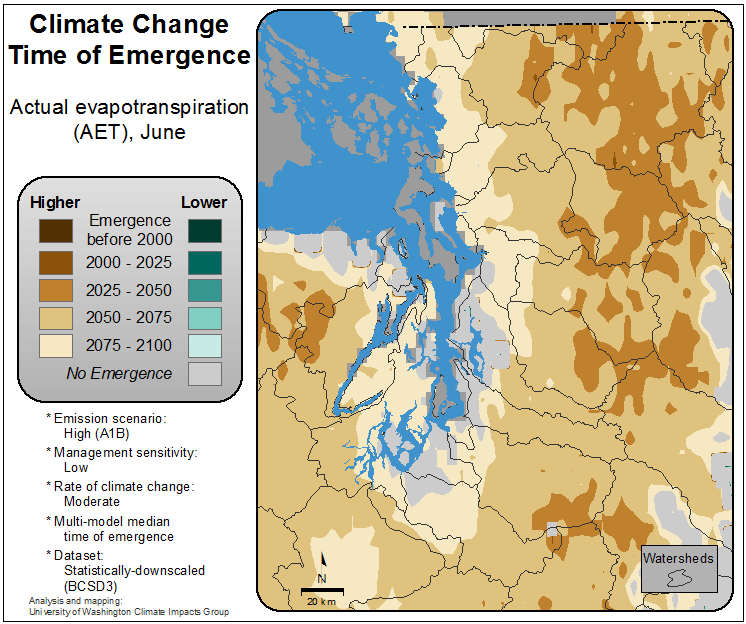 Climate Change
Time of Emergence
Actual evapotranspiration
(AET), June
Higher
Lower
Emergence
before 2000
2000 - 2025
2025 - 2050
2050 - 2075
2075 - 2100
No Emergence
* Emission scenario:
High (A1B)
* Management sensitivity:
Low
* Rate of climate change:
Moderate
* Multi-model median
time of emergence
* Dataset:
Statistically-downscaled
(BCSD3)
Analysis and mapping:
University of Washington Climate Impacts Group
N
20 km
Watersheds